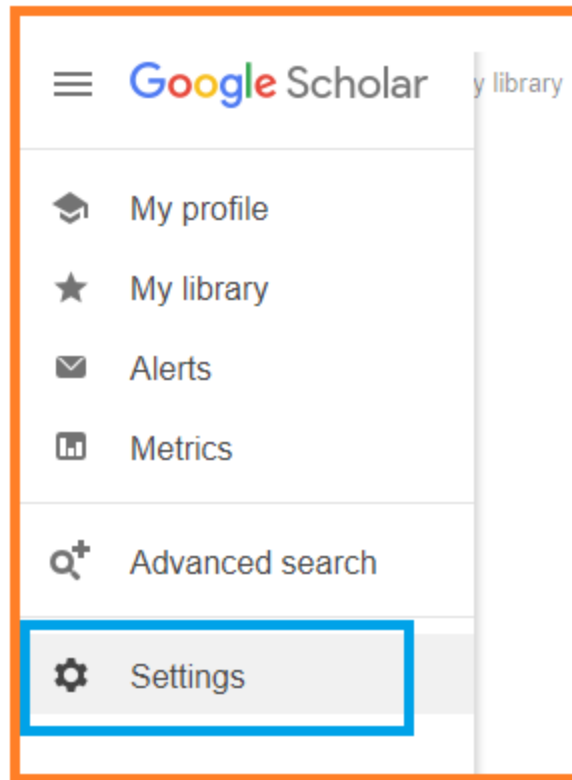 Google Scholar
y library
My profile
My library
Alerts
Metrics
Advanced search
Settings